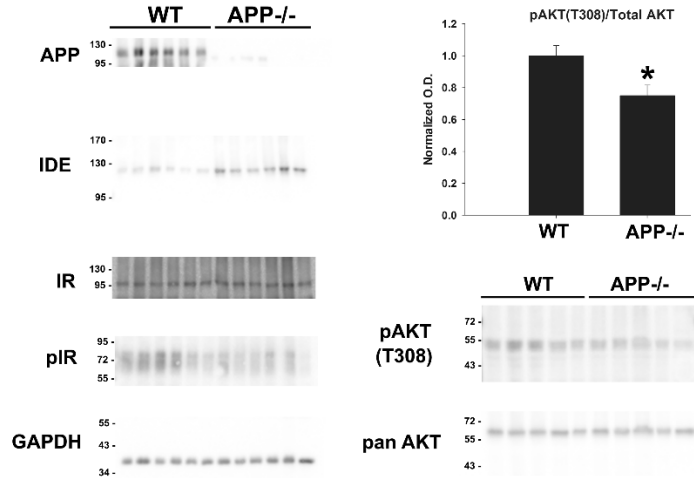 WT APP-/-
APP
130 -
95 -
IDE
170 -
130 -
95 -
IR
130 -
95 -
pIR
95 -
72 -
55 -
GAPDH
55 -
43 -
34 -
pAKT(T308)/Total AKT
Normalized O.D.
1.2
1.0
0.8
0.6
0.4
0.2
0.0
*
WT APP-/-
WT APP-/-
pAKT
(T308)
72 -
55 -
43 -
pan AKT
72 -
55 -
43 -